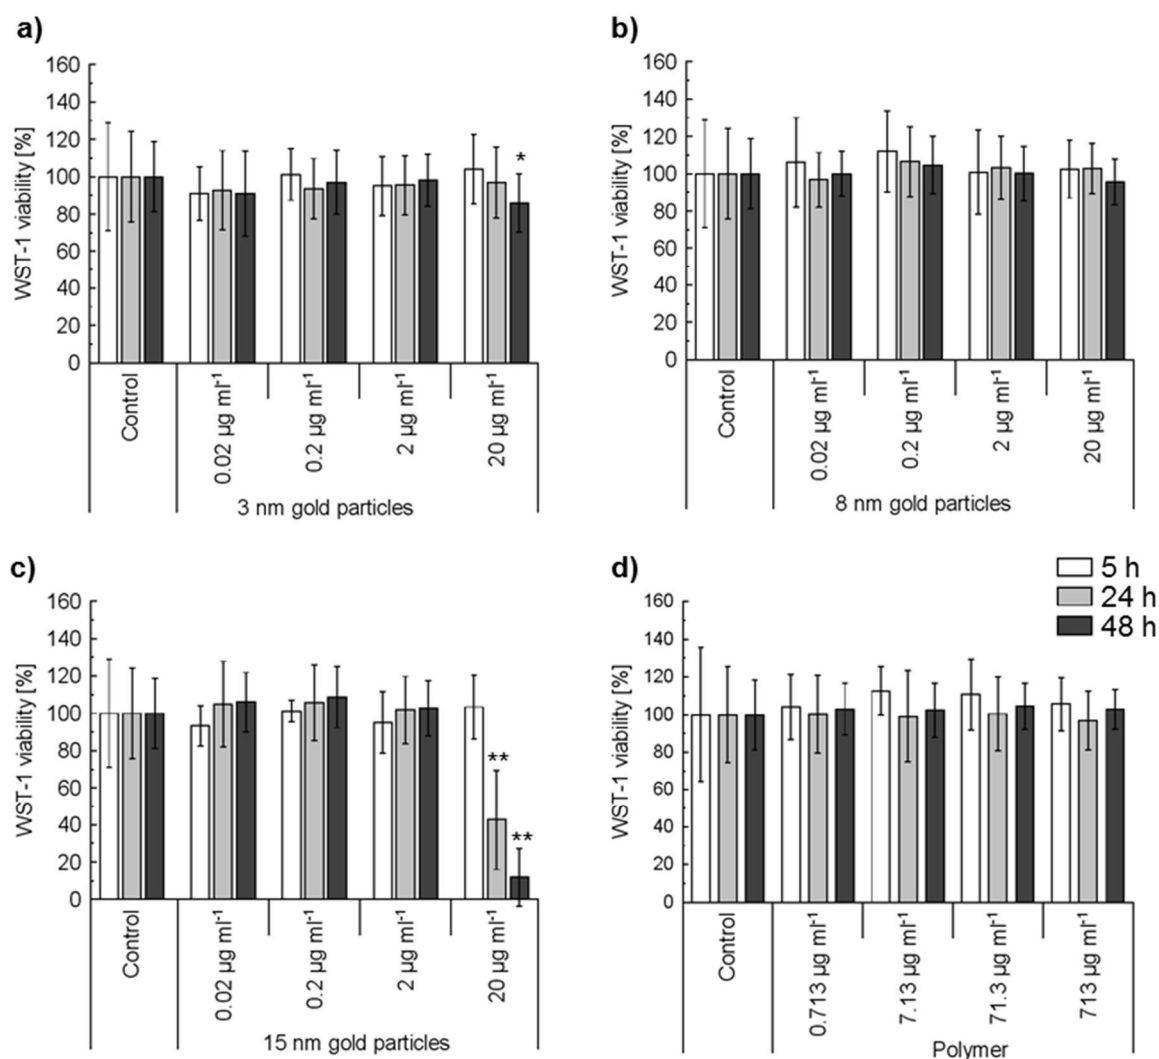 a)
WST-1 viability [%]
160
140
120
100
80
60
40
20
0
*
Control
0.02 µg ml⁻¹
0.2 µg ml⁻¹
2 µg ml⁻¹
20 µg ml⁻¹
3 nm gold particles
b)
WST-1 viability [%]
160
140
120
100
80
60
40
20
0
Control
0.02 µg ml⁻¹
0.2 µg ml⁻¹
2 µg ml⁻¹
20 µg ml⁻¹
8 nm gold particles
c)
WST-1 viability [%]
160
140
120
100
80
60
40
20
0
**
**
Control
0.02 µg ml⁻¹
0.2 µg ml⁻¹
2 µg ml⁻¹
20 µg ml⁻¹
15 nm gold particles
d)
5 h
24 h
48 h
WST-1 viability [%]
160
140
120
100
80
60
40
20
0
Control
0.713 µg ml⁻¹
7.13 µg ml⁻¹
71.3 µg ml⁻¹
713 µg ml⁻¹
Polymer